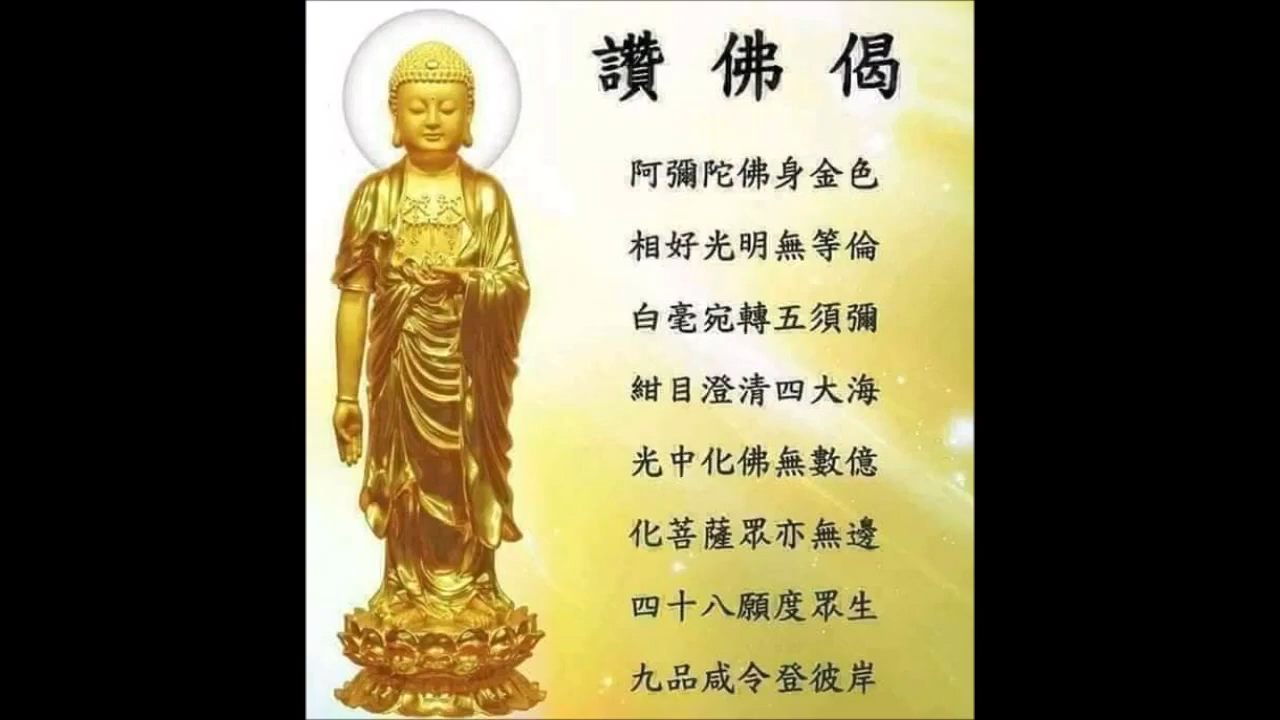 讚佛偈
阿彌陀佛身金色
相好光明無等倫
白毫宛轉五須彌
紺目澄清四大海
光中化佛無數億
化菩薩眾亦無邊
四十八願度眾生
九品咸令登彼岸